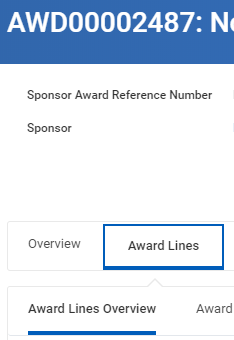 AWD00002487: N
Sponsor Award Reference Number
Sponsor
Overview
Award Lines
Award Lines Overview
Award